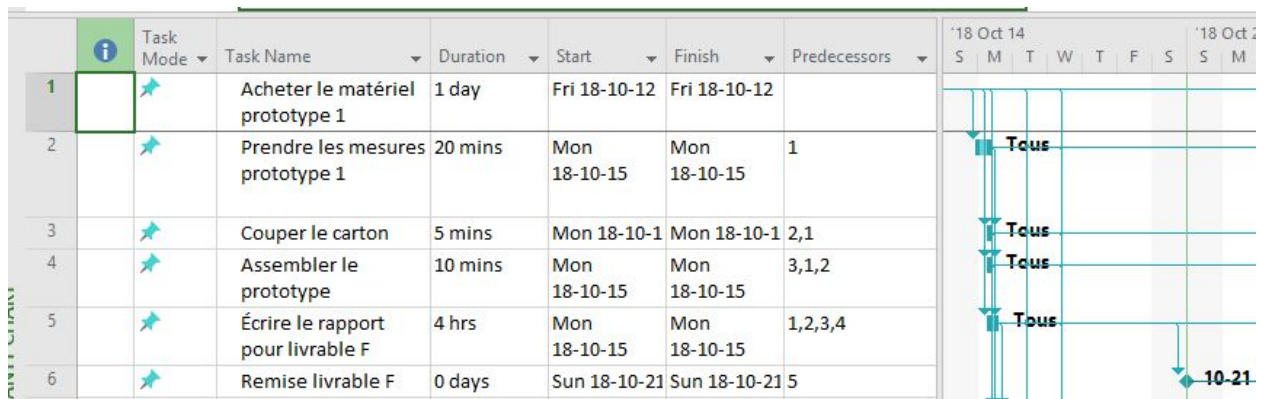 '18 Oct 14 '18 Oct 2
Task
Mode Task Name Duration Start Finish Predecessors S M T W T F S S M
1 Acheter le matériel 1 day Fri 18-10-12 Fri 18-10-12
prototype 1
2 Prendre les mesures 20 mins Mon Mon 1 Tous
prototype 1 18-10-15 18-10-15
3 Couper le carton 5 mins Mon 18-10-1 Mon 18-10-1 2,1 Tous
4 Assembler le 10 mins Mon Mon 3,1,2 Tous
prototype 18-10-15 18-10-15
5 Écrire le rapport 4 hrs Mon Mon 1,2,3,4 Tous
pour livrable F 18-10-15 18-10-15
6 Remise livrable F 0 days Sun 18-10-21 Sun 18-10-21 5 10-21